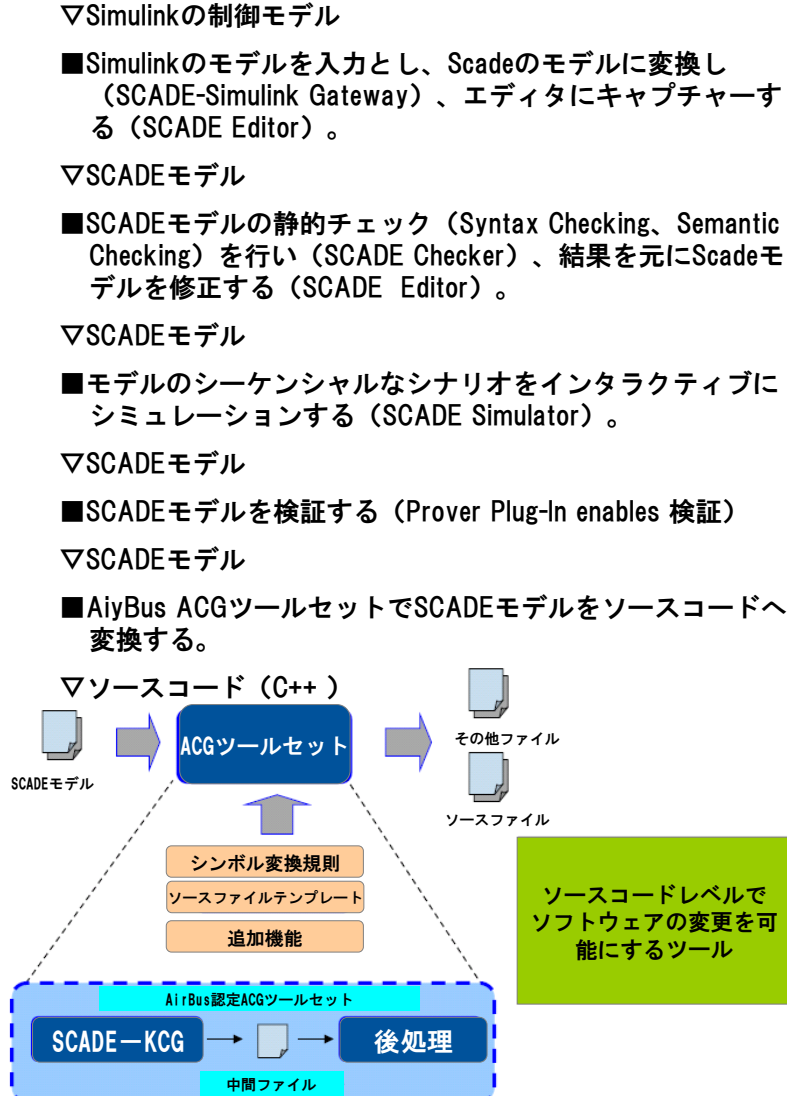 ▽Simulinkの制御モデル
■Simulinkのモデルを入力とし、Scadeのモデルに変換し
（SCADE-Simulink Gateway）、エディタにキャプチャーす
る（SCADE Editor）。
▽SCADEモデル
■SCADEモデルの静的チェック（Syntax Checking、Semantic
Checking）を行い（SCADE Checker）、結果を元にScadeモ
デルを修正する（SCADE Editor）。
▽SCADEモデル
■モデルのシーケンシャルなシナリオをインタラクティブに
シミュレーションする（SCADE Simulator）。
▽SCADEモデル
■SCADEモデルを検証する（Prover Plug-In enables 検証）
▽SCADEモデル
■AiyBus ACGツールセットでSCADEモデルをソースコードへ
変換する。
▽ソースコード（C++ ）
ACGツールセット
その他ファイル
SCADEモデル
ソースファイル
シンボル変換規則
ソースファイルテンプレート
追加機能
ソースコードレベルで
ソフトウェアの変更を可
能にするツール
AirBus認定ACGツールセット
SCADE－KCG
後処理
中間ファイル